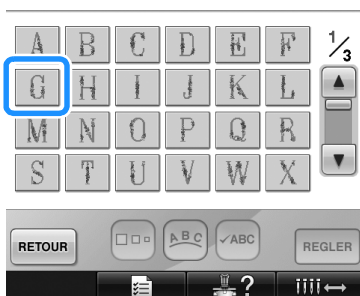 A B C D E F 1/3
G H I J K L
M N O P Q R
S T U V W X
RETOUR ABC ✓ABC REGLER
?